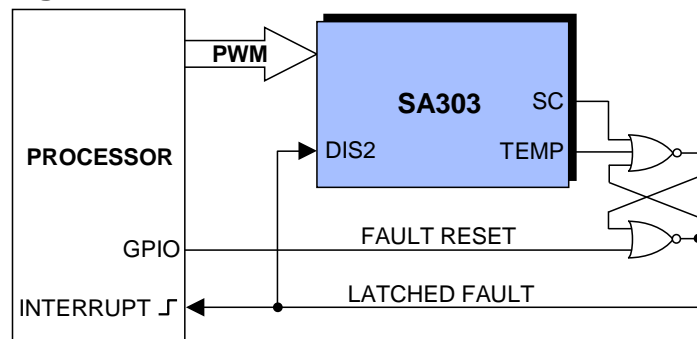 PWM
SA303
SC
PROCESSOR
DIS2
TEMP
GPIO
FAULT RESET
INTERRUPT
LATCHED FAULT